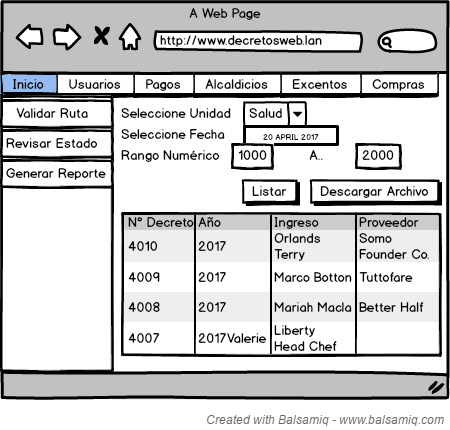 A Web Page
http://www.decretosweb.lan
Inicio Usuarios Pagos Alcaldicios Excentos Compras
Validar Ruta
Revisar Estado
Generar Reporte
Seleccione Unidad Salud
Seleccione Fecha 20 APRIL 2017
Rango Numérico 1000 A.. 2000
Listar Descargar Archivo
N° Decreto Año Ingreso Proveedor
4010 2017 Orlands Terry Somo Founder Co.
4009 2017 Marco Botton Tuttofare
4008 2017 Mariah Macla Better Half
4007 2017Valerie Liberty Head Chef
Created with Balsamiq - www.balsamiq.com